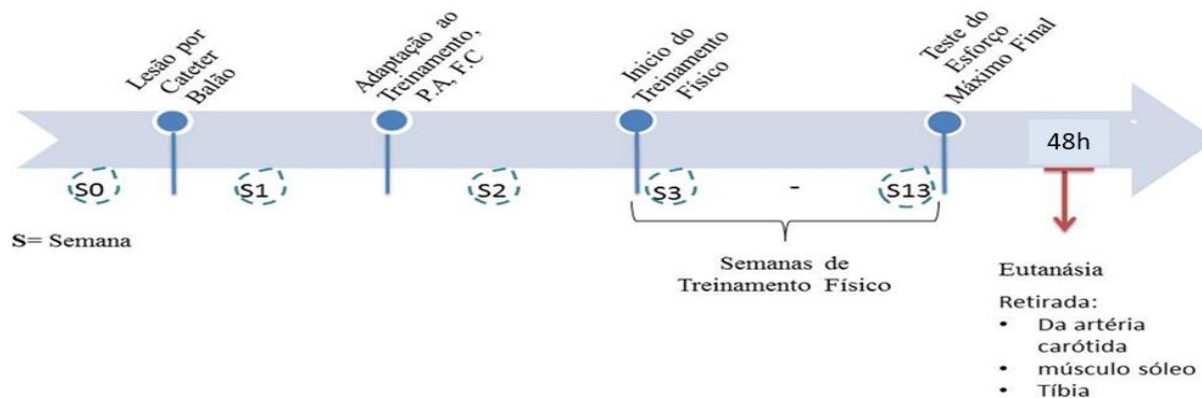 Lesão por
Cateter
Balão
Adaptação ao
Treinamento,
P.A, F.C
Inicio do
Treinamento
Físico
Teste do
Esforço
Máximo Final
48h
S0
S1
S2
S3
-
S13
S= Semana
Semanas de
Treinamento Físico
Eutanásia
Retirada:
• Da artéria
carótida
• músculo sóleo
• Tíbia